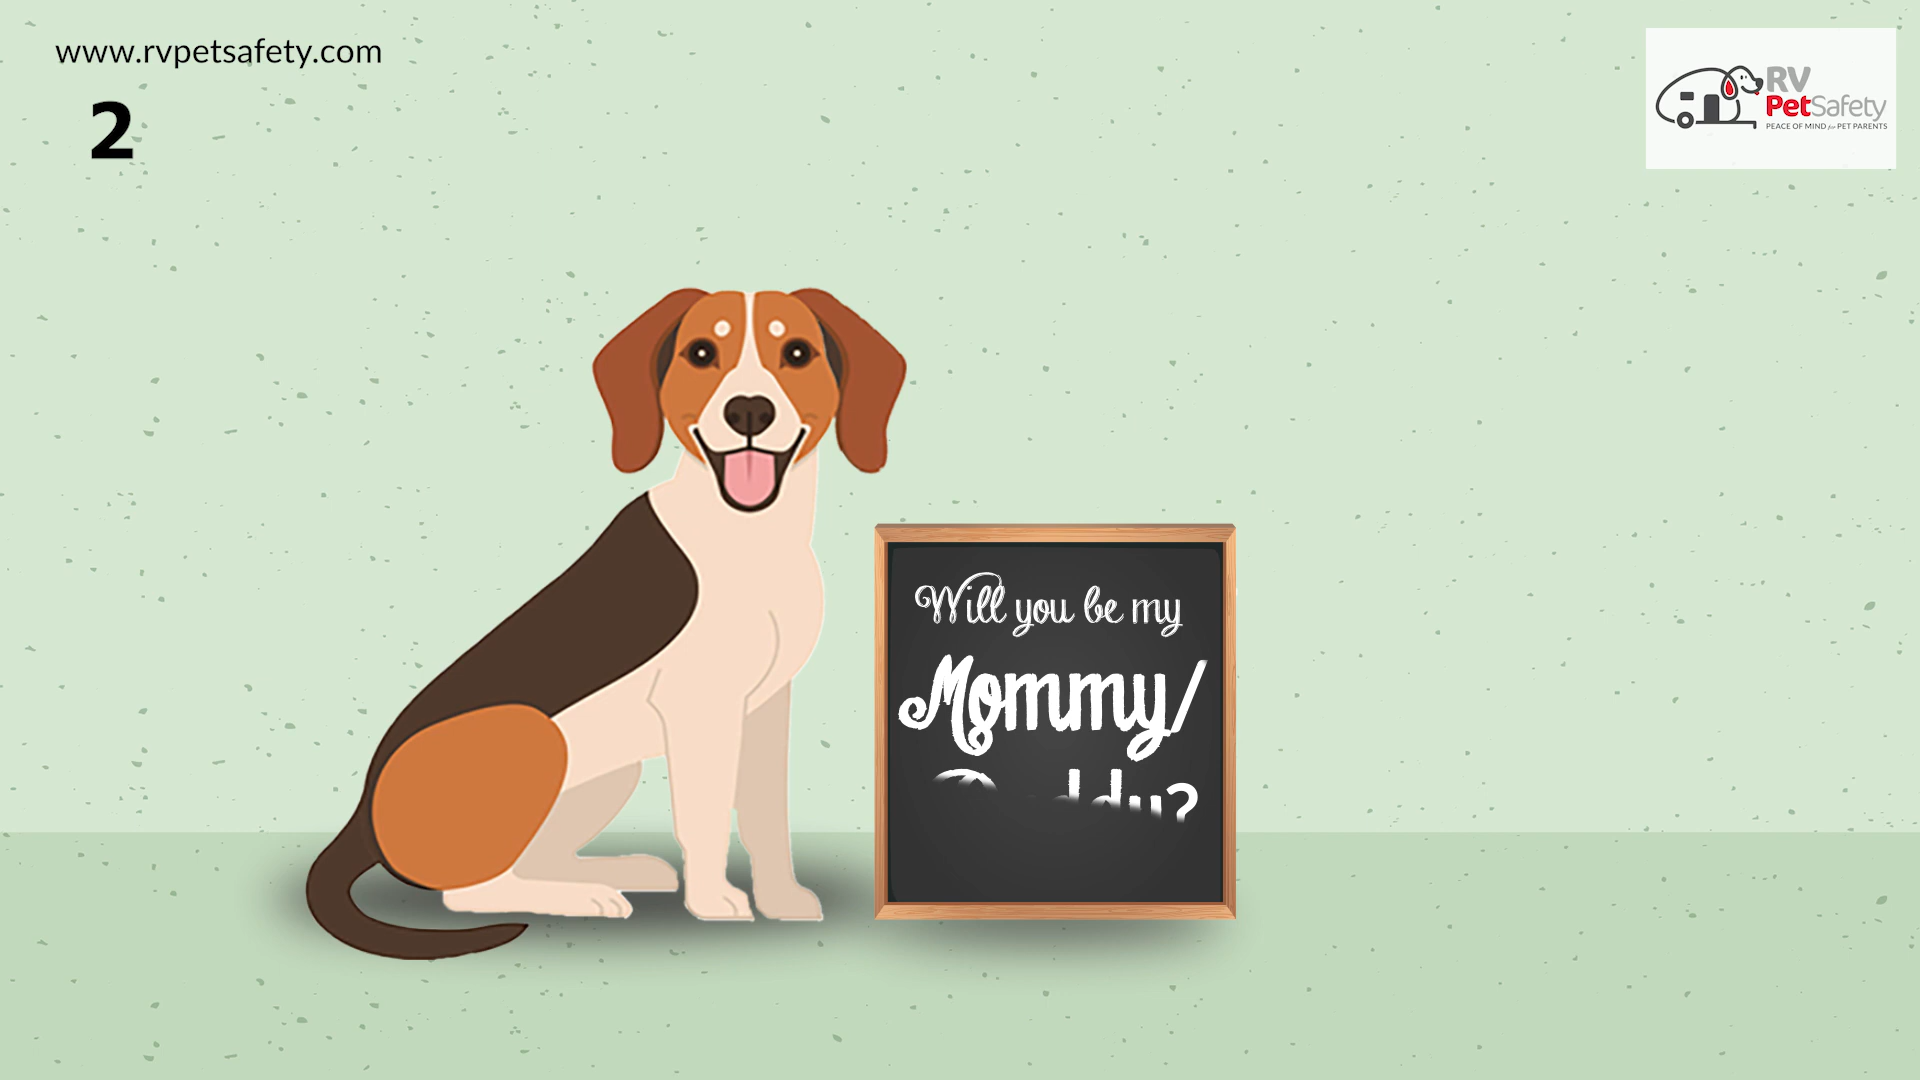 www.rvpetsafety.com
2
RV
PetSafety
PEACE OF MIND for PET PARENTS
Will you be my
Mommy/